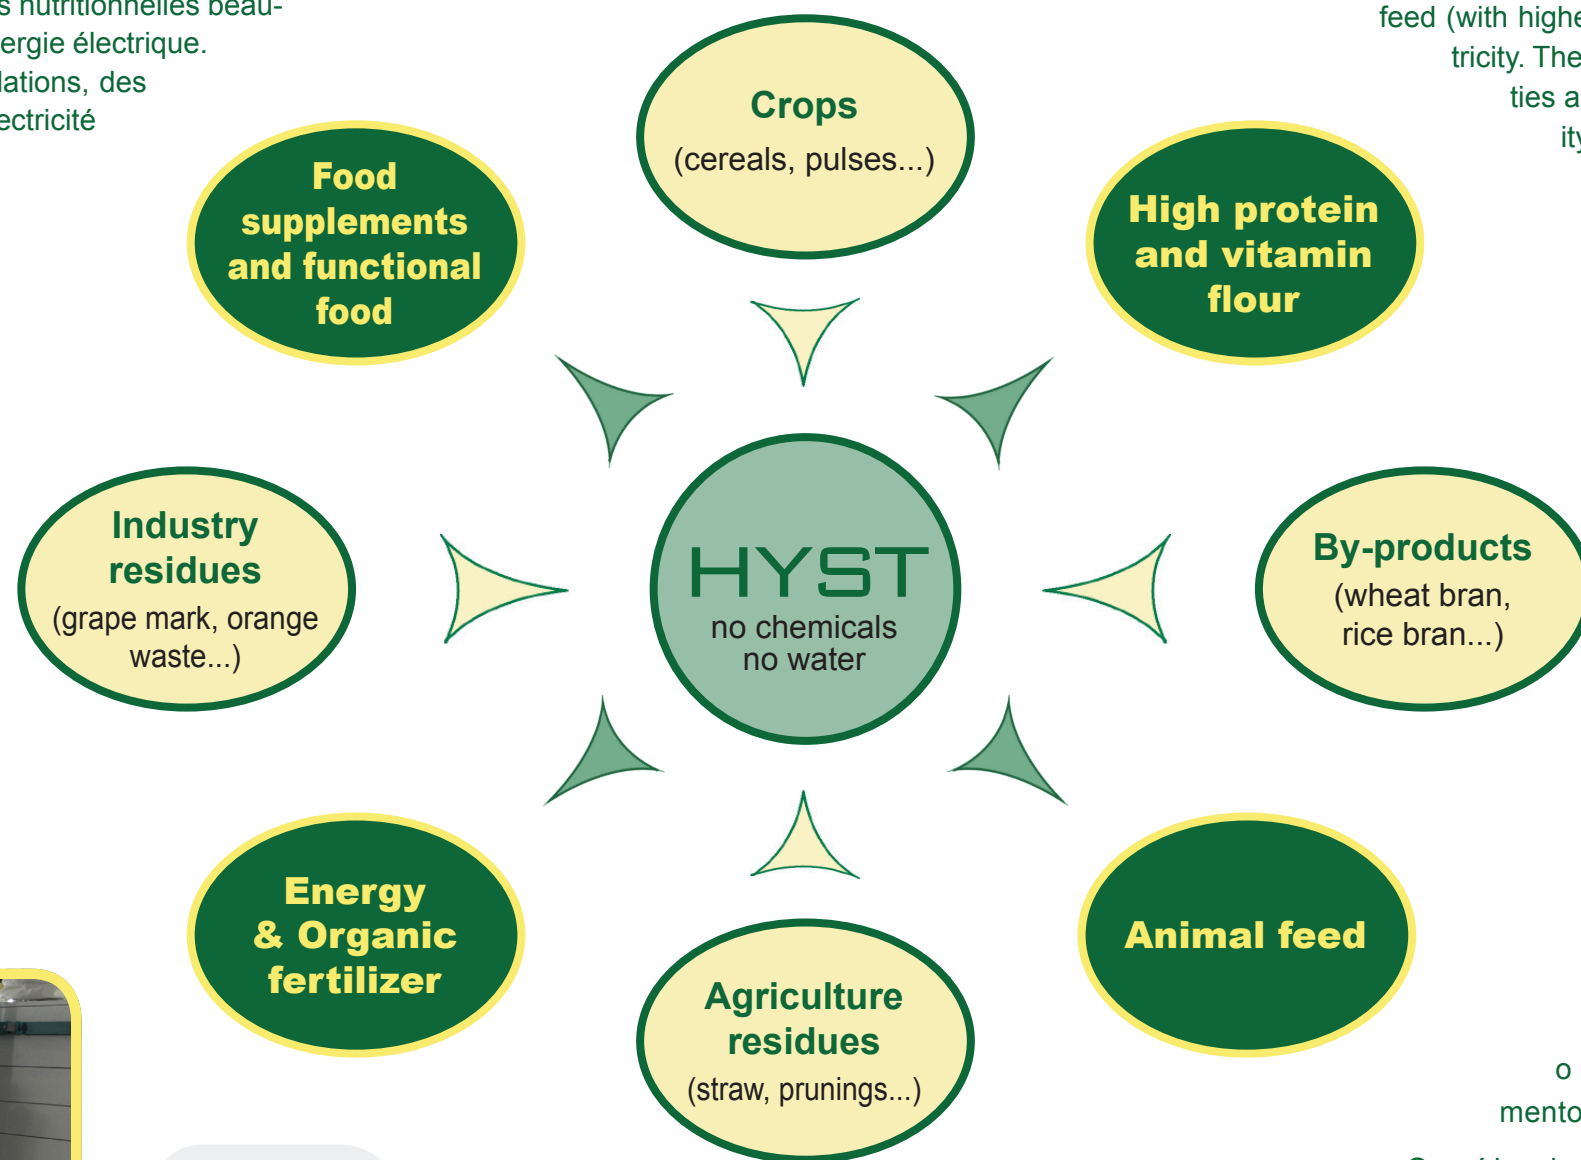 s nutritionnelles beau-
ergie électrique.
lations, des
ectricité
feed (with highe
tricity. The
ties a
ity
Crops
(cereals, pulses...)
Food
supplements
and functional
food
High protein
and vitamin
flour
Industry
residues
(grape mark, orange
waste...)
HYST
no chemicals
no water
By-products
(wheat bran,
rice bran...)
Energy
& Organic
fertilizer
Agriculture
residues
(straw, prunings...)
Animal feed
o
mento